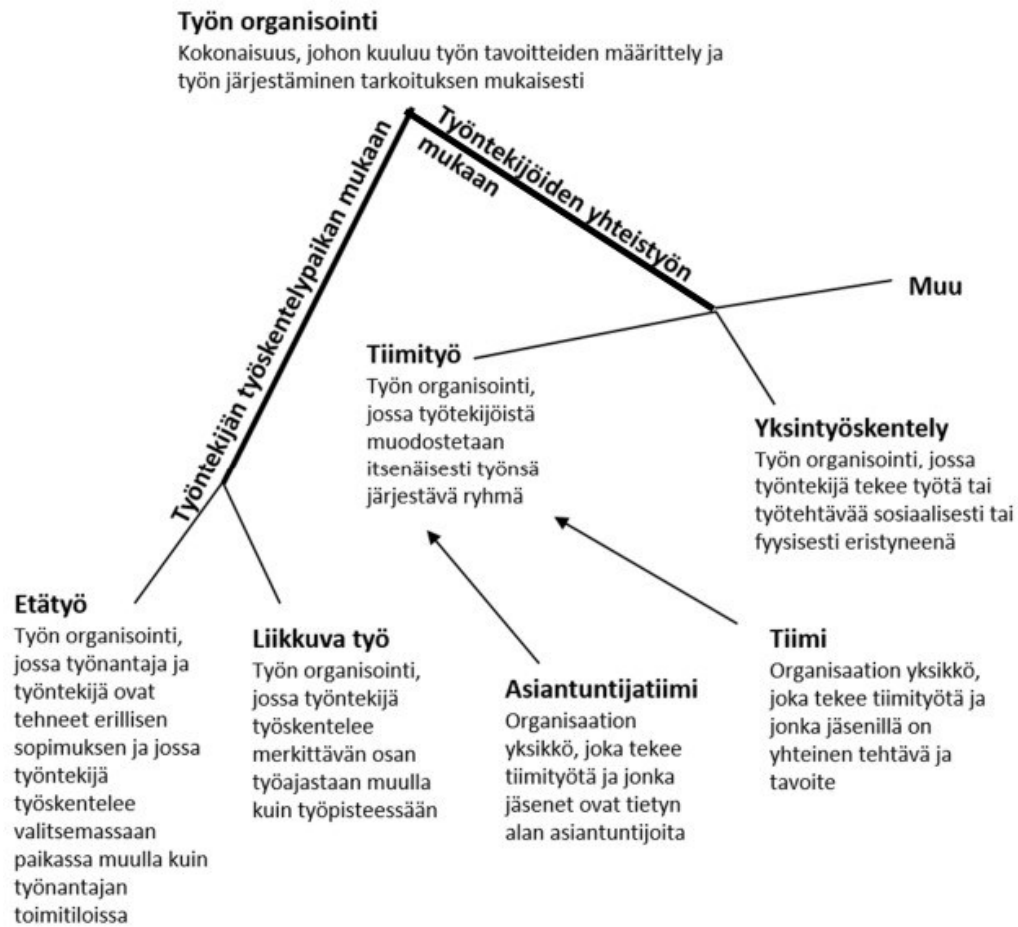 Työn organisointi
Kokonaisuus, johon kuuluu työn tavoitteiden määrittely ja
työn järjestäminen tarkoituksen mukaisesti
Työntekijän työskentelypaikan mukaan
Työntekijöiden yhteistyön
mukaan
Muu
Tiimityö
Työn organisointi,
jossa työtekijöistä
muodostetaan
itsenäisesti työnsä
järjestävä ryhmä
Yksintyöskentely
Työn organisointi, jossa
työntekijä tekee työtä tai
työtehtävää sosiaalisesti tai
fyysisesti eristyneenä
Etätyö
Työn organisointi,
jossa työnantaja ja
työntekijä ovat
tehneet erillisen
sopimuksen ja jossa
työntekijä
työskentelee
valitsemassaan
paikassa muulla kuin
työnantajan
toimitiloissa
Liikkuva työ
Työn organisointi,
jossa työntekijä
työskentelee
merkittävän osan
työajastaan muulla
kuin työpisteessään
Asiantuntijatiimi
Organisaation
yksikkö, joka tekee
tiimityötä ja jonka
jäsenet ovat tietyn
alan asiantuntijoita
Tiimi
Organisaation yksikkö,
joka tekee tiimityötä ja
jonka jäsenillä on
yhteinen tehtävä ja
tavoite